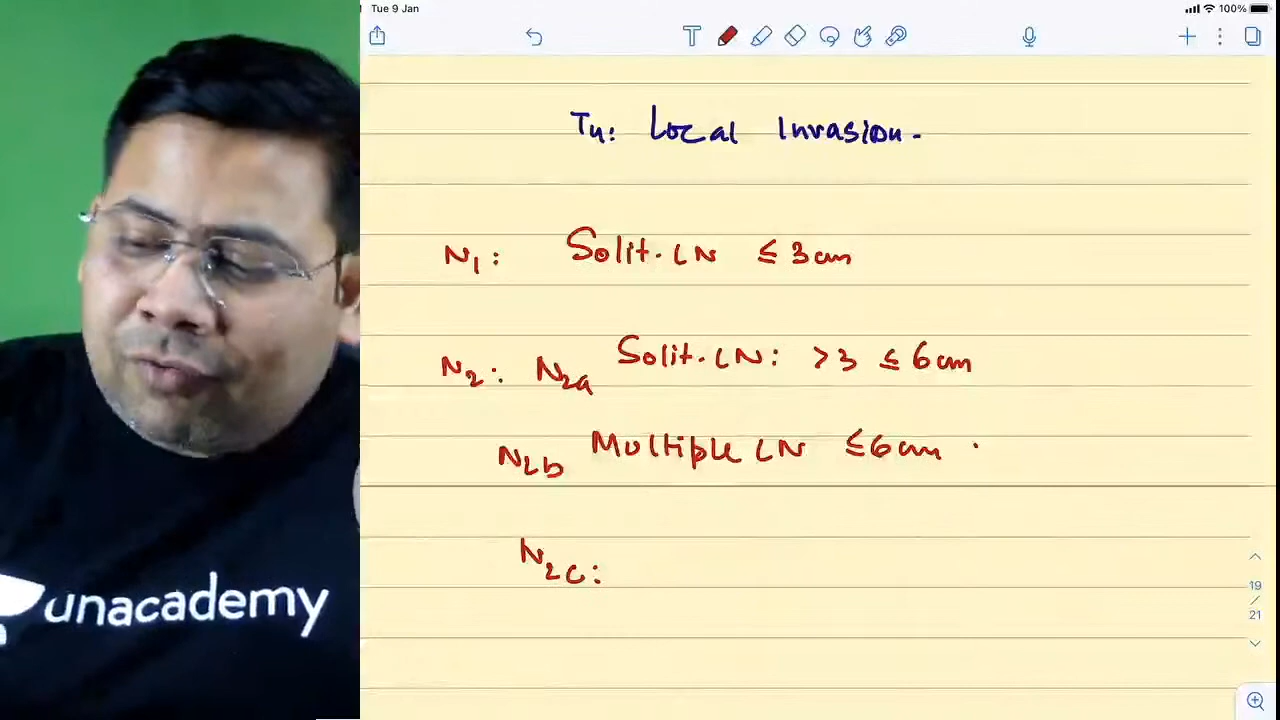 Tue 9 Jan
100%
T
T4: Local Invasion.
N1: Solit. LN ≤ 3cm
N2: N2a Solit. LN: >3 ≤ 6cm
N2b Multiple LN ≤6cm
N2c:
19
/
21
unacademy